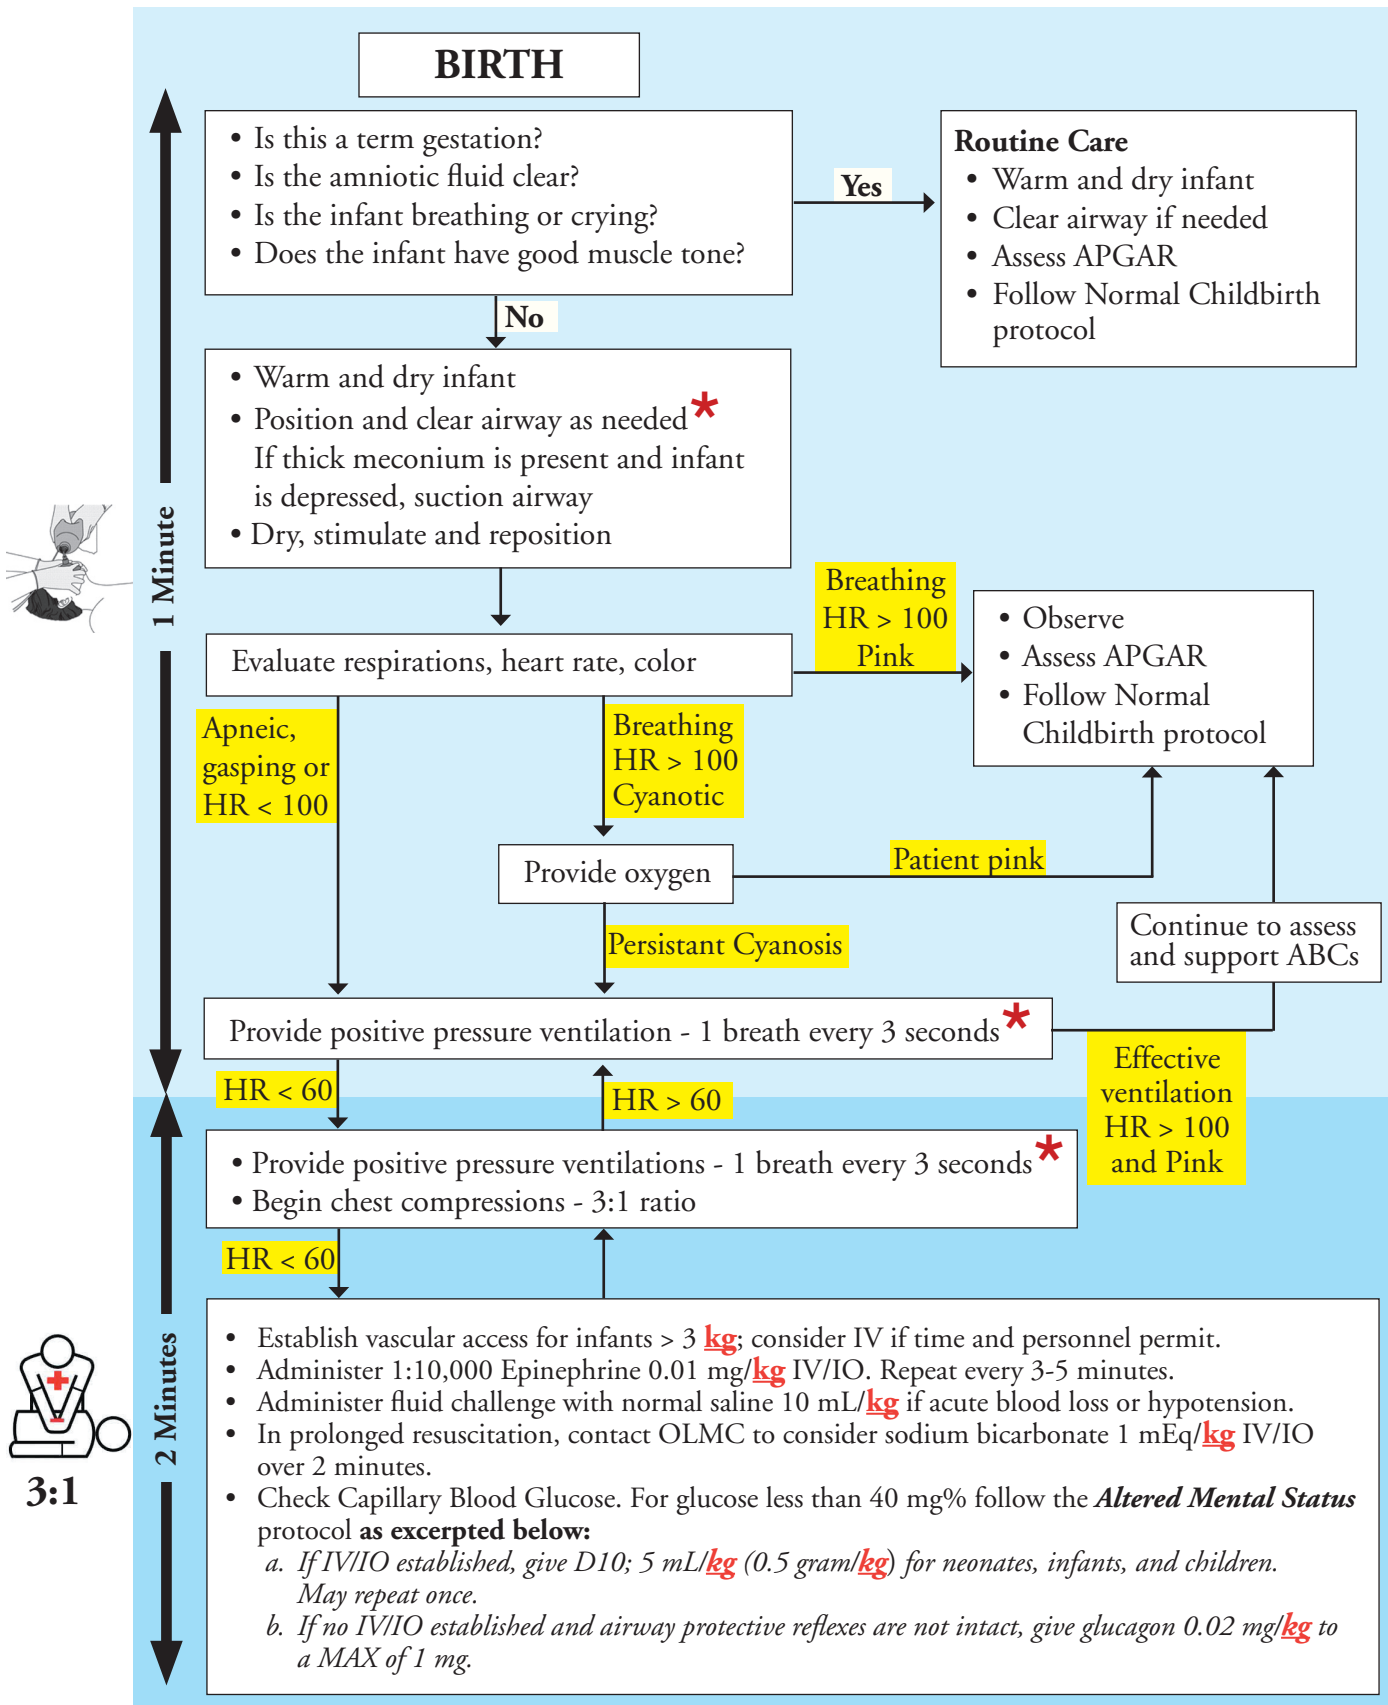 BIRTH
• Is this a term gestation?
• Is the amniotic fluid clear?
• Is the infant breathing or crying?
• Does the infant have good muscle tone?
Yes
Routine Care
• Warm and dry infant
• Clear airway if needed
• Assess APGAR
• Follow Normal Childbirth
protocol
No
• Warm and dry infant
• Position and clear airway as needed*
If thick meconium is present and infant
is depressed, suction airway
• Dry, stimulate and reposition
1 Minute
Evaluate respirations, heart rate, color
Breathing
HR > 100
Pink
• Observe
• Assess APGAR
• Follow Normal
Childbirth protocol
Apneic,
gasping or
HR < 100
Breathing
HR > 100
Cyanotic
Provide oxygen
Patient pink
Persistant Cyanosis
Continue to assess
and support ABCs
Provide positive pressure ventilation - 1 breath every 3 seconds*
Effective
ventilation
HR > 100
and Pink
HR < 60
HR > 60
• Provide positive pressure ventilations - 1 breath every 3 seconds*
• Begin chest compressions - 3:1 ratio
HR < 60
2 Minutes
3:1
• Establish vascular access for infants > 3 kg; consider IV if time and personnel permit.
• Administer 1:10,000 Epinephrine 0.01 mg/kg IV/IO. Repeat every 3-5 minutes.
• Administer fluid challenge with normal saline 10 mL/kg if acute blood loss or hypotension.
• In prolonged resuscitation, contact OLMC to consider sodium bicarbonate 1 mEq/kg IV/IO
over 2 minutes.
• Check Capillary Blood Glucose. For glucose less than 40 mg% follow the Altered Mental Status
protocol as excerpted below:
a. If IV/IO established, give D10; 5 mL/kg (0.5 gram/kg) for neonates, infants, and children.
May repeat once.
b. If no IV/IO established and airway protective reflexes are not intact, give glucagon 0.02 mg/kg to
a MAX of 1 mg.